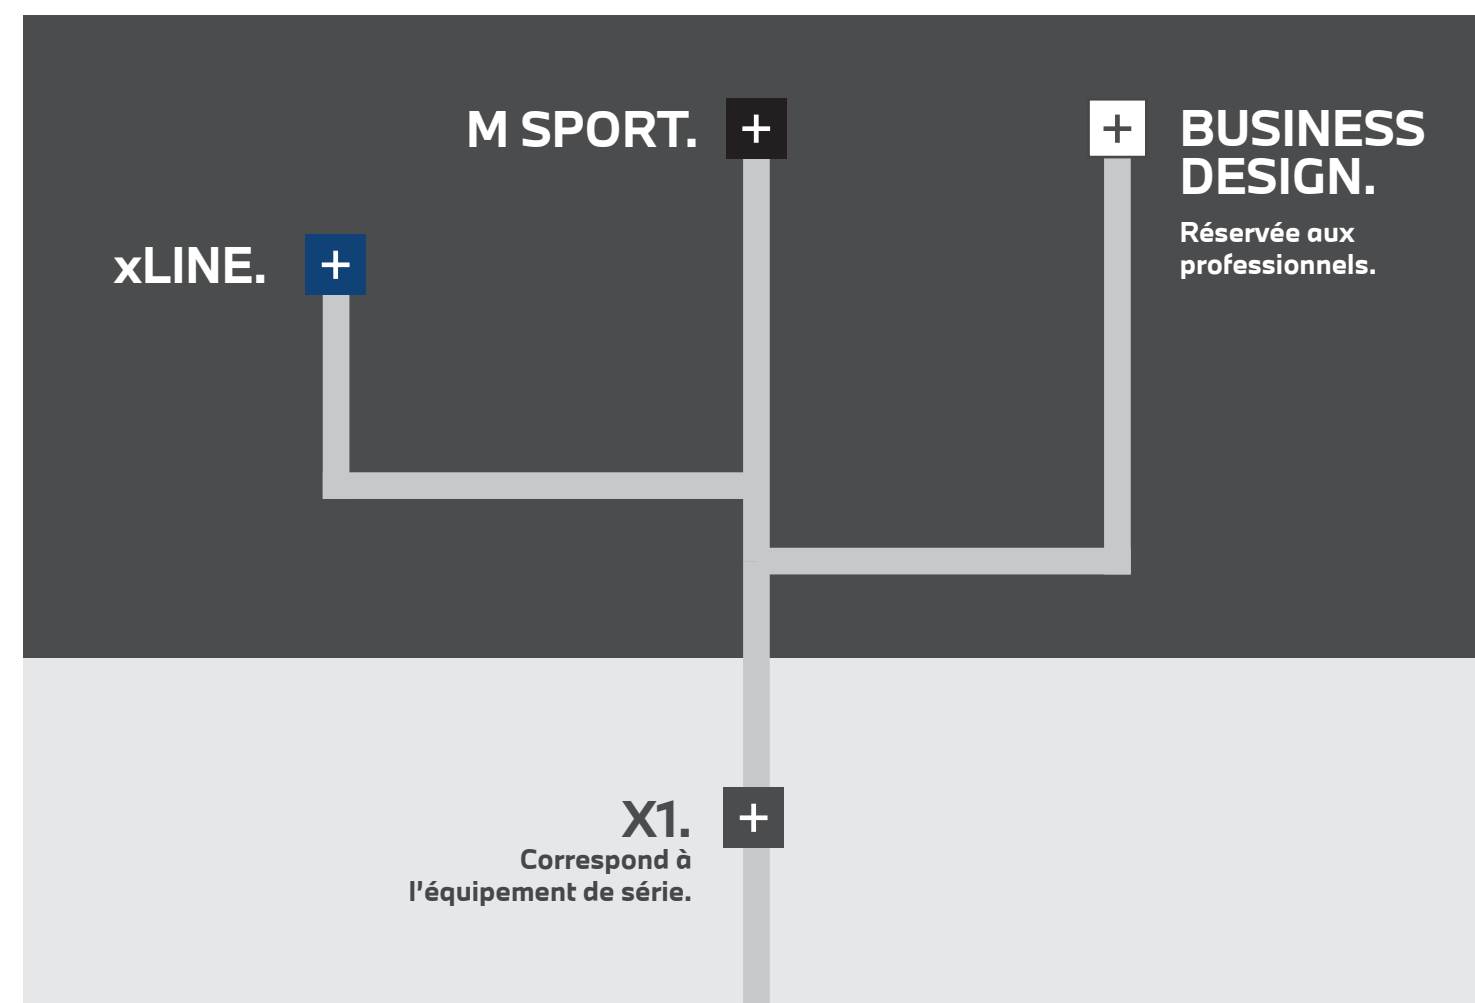 M SPORT.
BUSINESS
DESIGN.
Réservée aux
professionnels.
xLINE.
X1.
Correspond à
l'équipement de série.